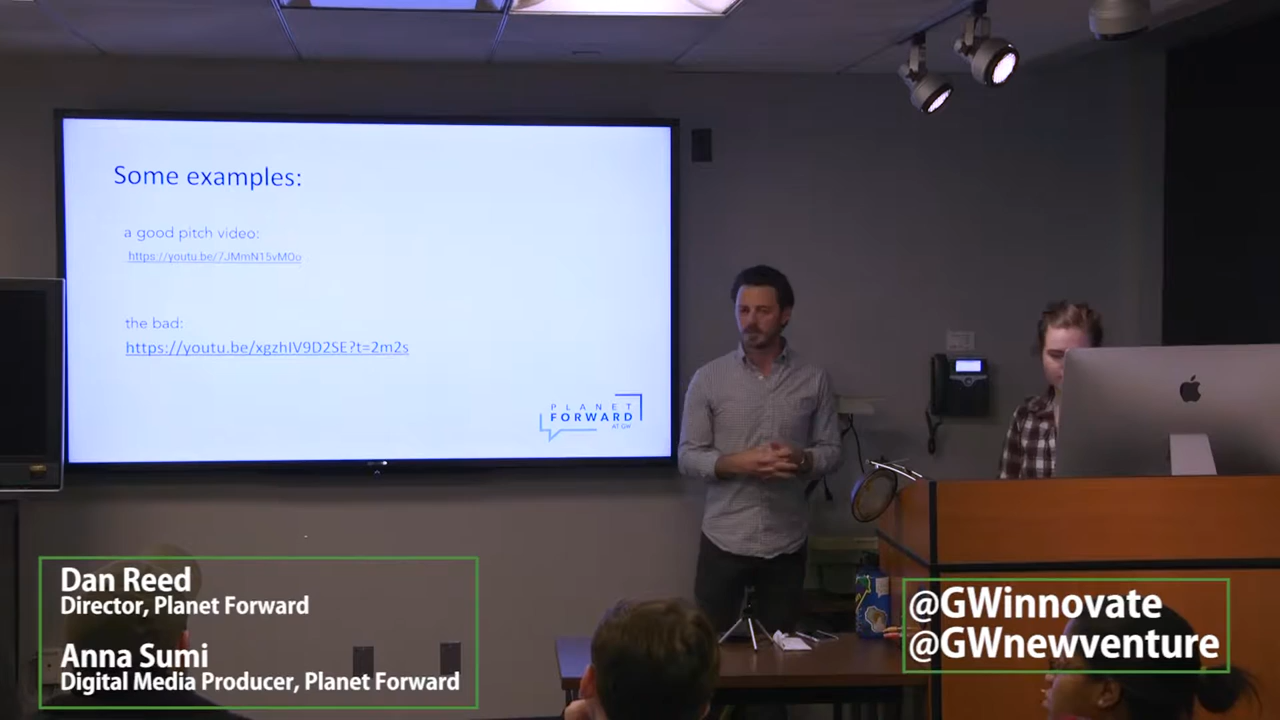 Some examples:
a good pitch video:
https://youtu.be/7JMmN15vMOo
the bad:
https://youtu.be/xgzhIV9D2SE?t=2m2s
PLANET
FORWARD
AT GW
Dan Reed
Director, Planet Forward
Anna Sumi
Digital Media Producer, Planet Forward
@GWinnovate
@GWnewventure